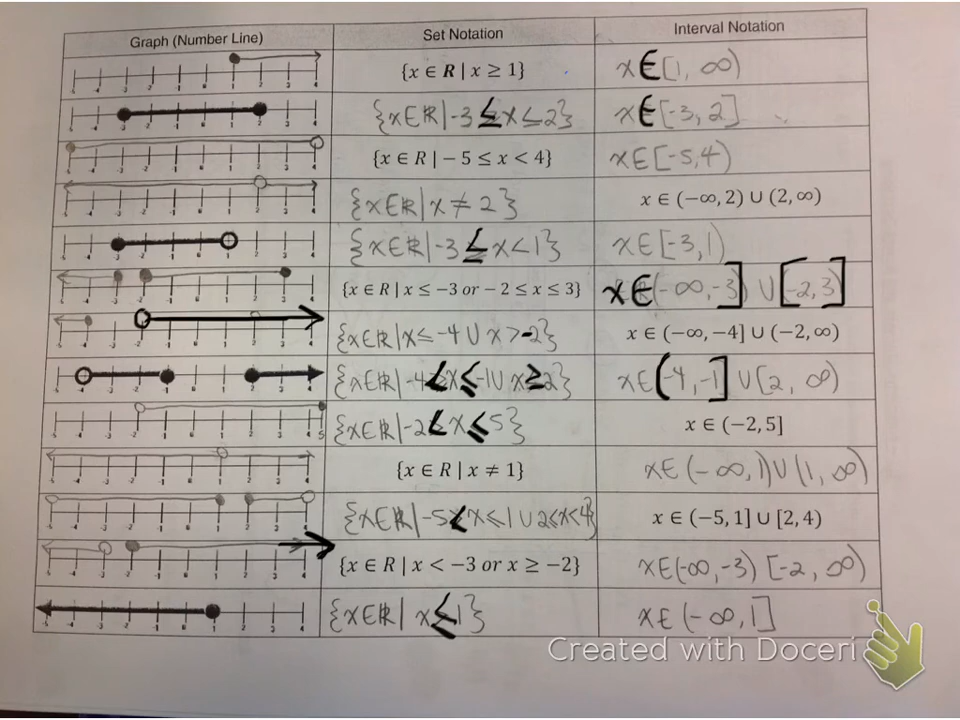 Graph (Number Line) Set Notation Interval Notation
{x ∈ R | x ≥ 1} x∈[1, ∞)
{x∈ℝ|-3≤x≤2} x∈[-3, 2]
{x ∈ R | − 5 ≤ x < 4} x∈[-5,4)
{x∈ℝ|x≠2} x ∈ (−∞, 2) ∪ (2, ∞)
{x∈ℝ|-3≤x<1} x∈[-3,1)
{x ∈ R | x ≤ −3 or − 2 ≤ x ≤ 3} x∈(-∞,-3] ∪ [-2,3]
{x∈ℝ|x≤-4∪x>-2} x ∈ (−∞, −4] ∪ (−2, ∞)
{x∈ℝ|-4<x≤-1∪x≥2} x∈(-4,-1] ∪[2, ∞)
{x∈ℝ|-2<x≤5} x ∈ (−2, 5]
{x ∈ R | x ≠ 1} x∈(-∞,1)∪(1,∞)
{x∈ℝ|-5<x≤1∪2≤x<4} x ∈ (−5, 1] ∪ [2, 4)
{x ∈ R | x < −3 or x ≥ −2} x∈(-∞,-3) [-2, ∞)
{x∈ℝ| x≤1} x∈(-∞,1]
Created with Doceri